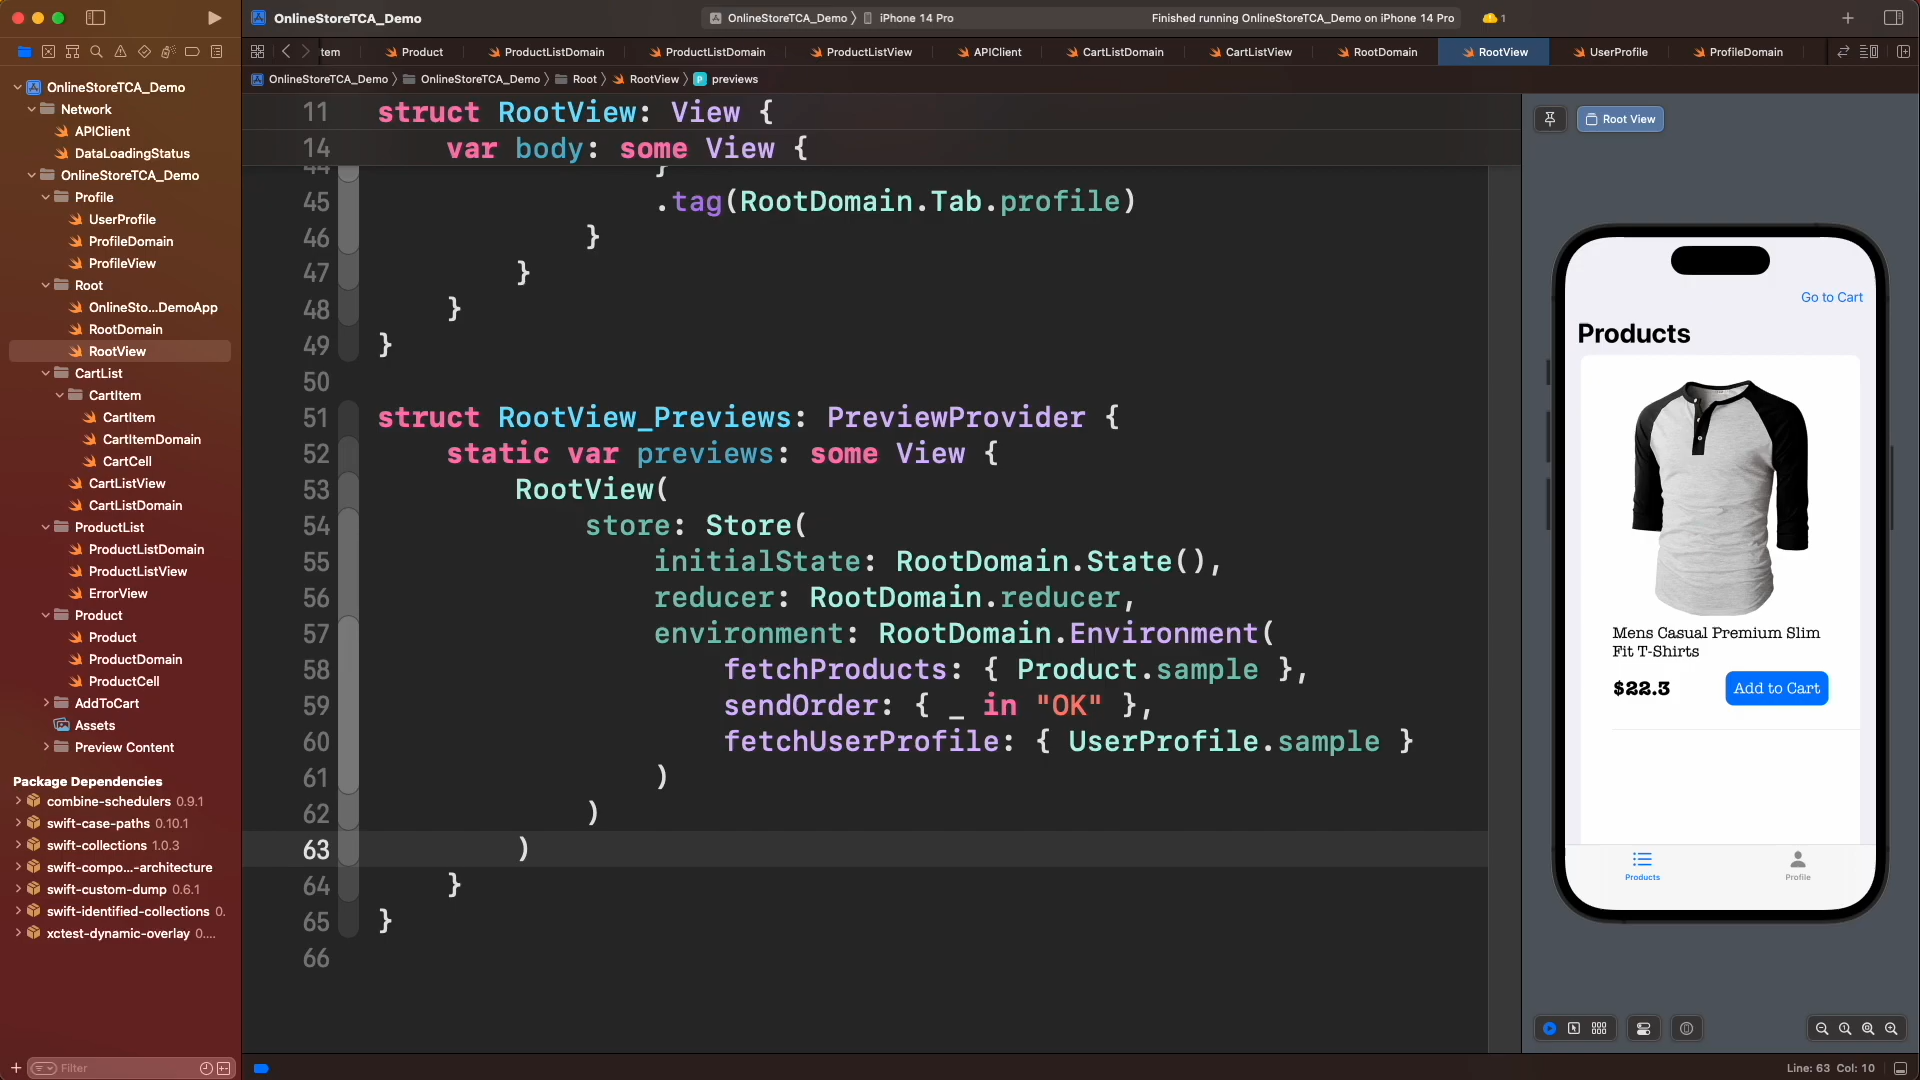 OnlineStoreTCA_Demo
OnlineStoreTCA_Demo 〉 iPhone 14 Pro
Finished running OnlineStoreTCA_Demo on iPhone 14 Pro
1
tem
Product
ProductListDomain
ProductListDomain
ProductListView
APIClient
CartListDomain
CartListView
RootDomain
RootView
UserProfile
ProfileDomain
OnlineStoreTCA_Demo 〉 OnlineStoreTCA_Demo 〉 Root 〉 RootView 〉 P previews
OnlineStoreTCA_Demo
Network
APIClient
DataLoadingStatus
OnlineStoreTCA_Demo
Profile
UserProfile
ProfileDomain
ProfileView
Root
OnlineSto...DemoApp
RootDomain
RootView
CartList
CartItem
CartItem
CartItemDomain
CartCell
CartListView
CartListDomain
ProductList
ProductListDomain
ProductListView
ErrorView
Product
Product
ProductDomain
ProductCell
AddToCart
Assets
Preview Content
Package Dependencies
combine-schedulers 0.9.1
swift-case-paths 0.10.1
swift-collections 1.0.3
swift-compo...-architecture
swift-custom-dump 0.6.1
swift-identified-collections 0.
xctest-dynamic-overlay 0....
Filter
11 struct RootView: View {
14 var body: some View {
44 }
45 .tag(RootDomain.Tab.profile)
46 }
47 }
48 }
49 }
50
51 struct RootView_Previews: PreviewProvider {
52 static var previews: some View {
53 RootView(
54 store: Store(
55 initialState: RootDomain.State(),
56 reducer: RootDomain.reducer,
57 environment: RootDomain.Environment(
58 fetchProducts: { Product.sample },
59 sendOrder: { _ in "OK" },
60 fetchUserProfile: { UserProfile.sample }
61 )
62 )
63 )
64 }
65 }
66
Root View
Go to Cart
Products
Mens Casual Premium Slim
Fit T-Shirts
$22.3
Add to Cart
Products
Profile
Line: 63 Col: 10